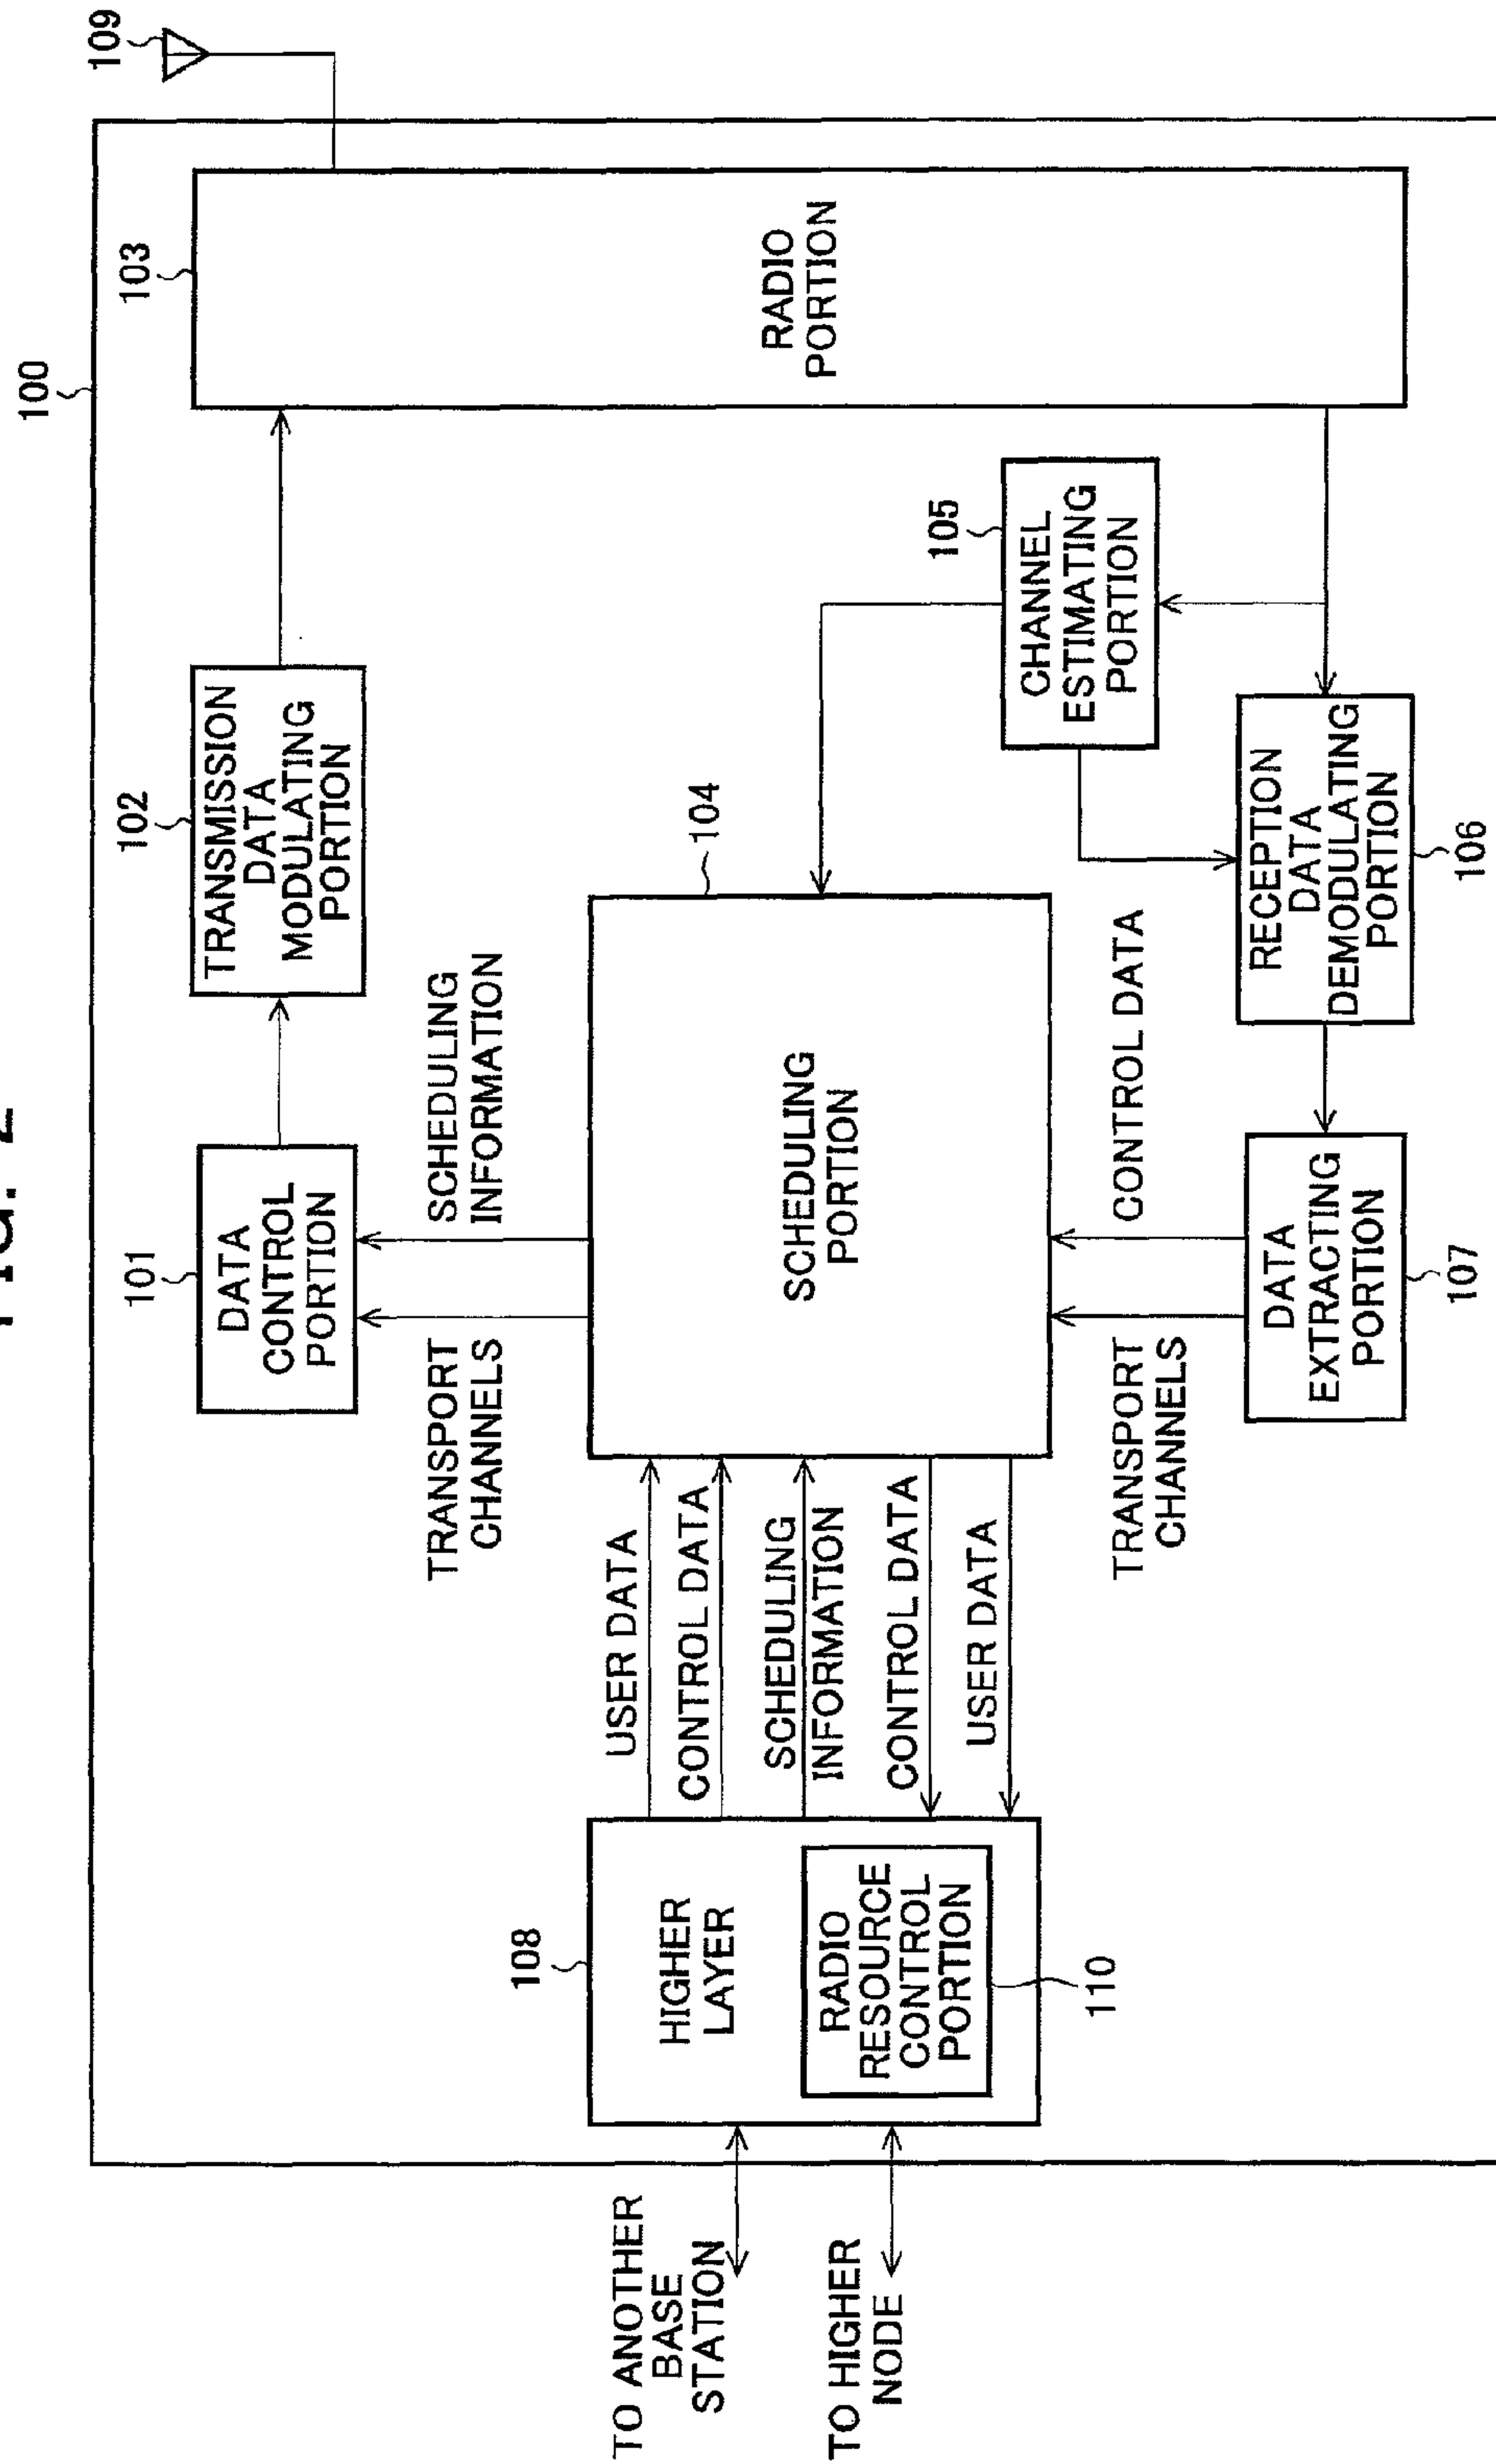 FIG. 2
100
109
101
DATA
CONTROL
PORTION
102
TRANSMISSION
DATA
MODULATING
PORTION
103
RADIO
PORTION
TRANSPORT
CHANNELS
SCHEDULING
INFORMATION
104
SCHEDULING
PORTION
105
CHANNEL
ESTIMATING
PORTION
108
HIGHER
LAYER
RADIO
RESOURCE
CONTROL
PORTION
110
USER DATA
CONTROL DATA
SCHEDULING
INFORMATION
CONTROL DATA
USER DATA
TO ANOTHER
BASE
STATION
TO HIGHER
NODE
TRANSPORT
CHANNELS
CONTROL DATA
DATA
EXTRACTING
PORTION
107
RECEPTION
DATA
DEMODULATING
PORTION
106